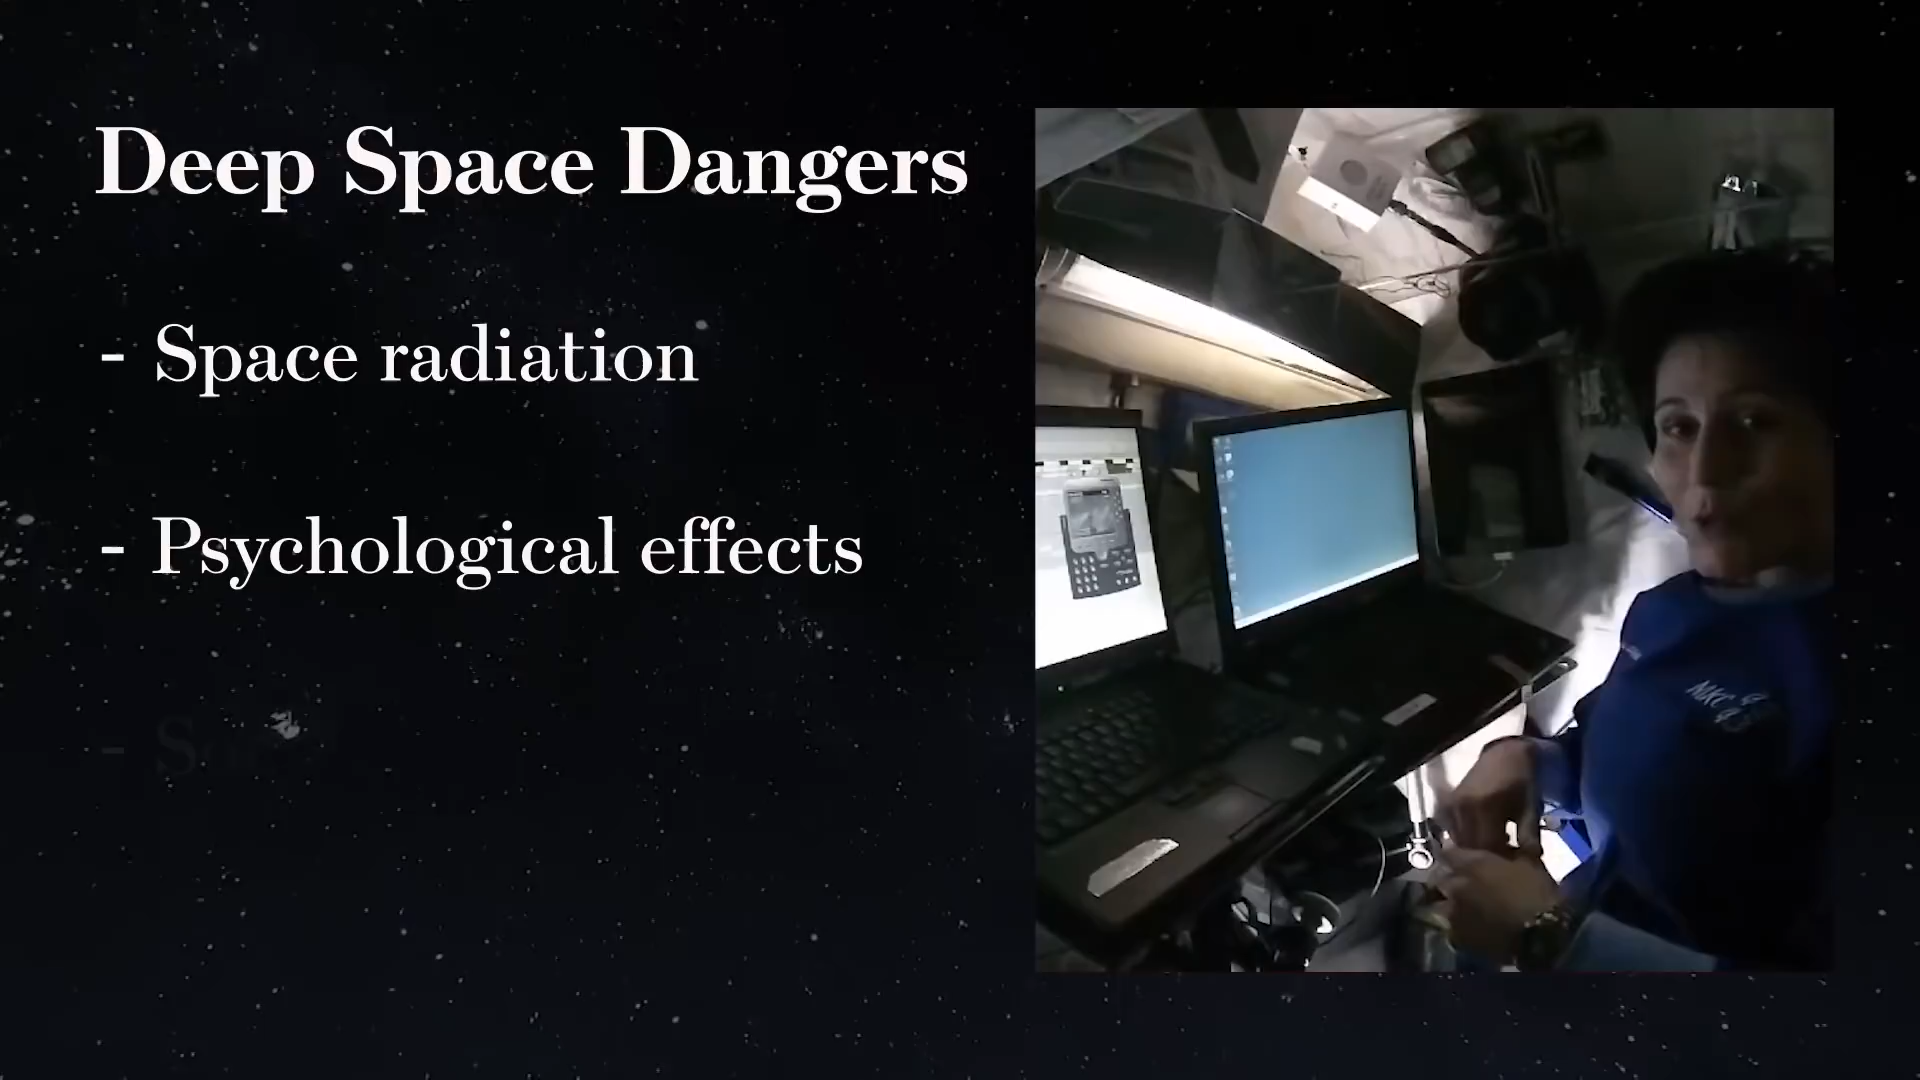 Deep Space Dangers
- Space radiation
- Psychological effects